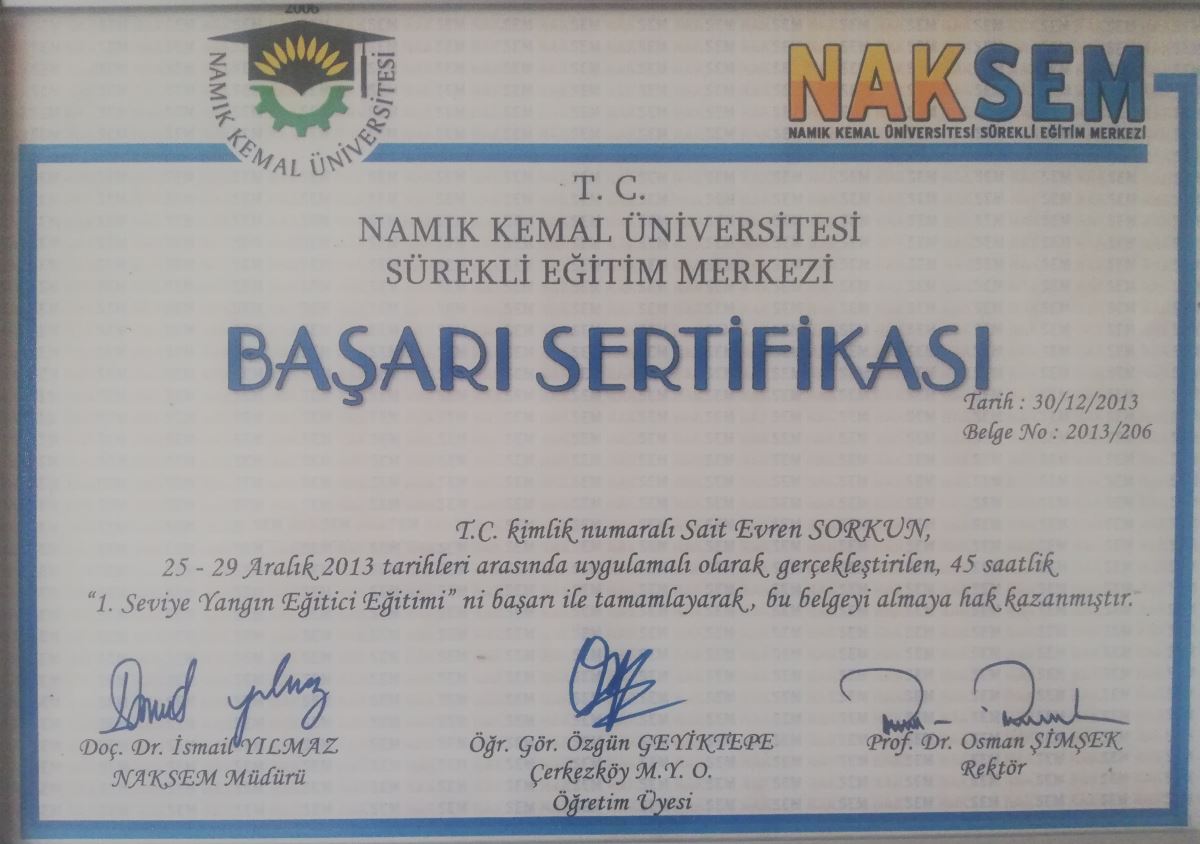 2006
NAMIK KEMAL ÜNİVERSİTESİ
NAKSEM
NAMIK KEMAL ÜNİVERSİTESİ SÜREKLİ EĞİTİM MERKEZİ
T. C.
NAMIK KEMAL ÜNİVERSİTESİ
SÜREKLİ EĞİTİM MERKEZİ
BAŞARI SERTİFİKASI
Tarih : 30/12/2013
Belge No : 2013/206
T.C. kimlik numaralı Sait Evren SORKUN,
25 - 29 Aralık 2013 tarihleri arasında uygulamalı olarak gerçekleştirilen, 45 saatlik
“1. Seviye Yangın Eğitici Eğitimi” ni başarı ile tamamlayarak , bu belgeyi almaya hak kazanmıştır.
Doç. Dr. İsmail YILMAZ
NAKSEM Müdürü
Öğr. Gör. Özgün GEYİKTEPE
Çerkezköy M.Y. O.
Öğretim Üyesi
Prof. Dr. Osman ŞİMŞEK
Rektör